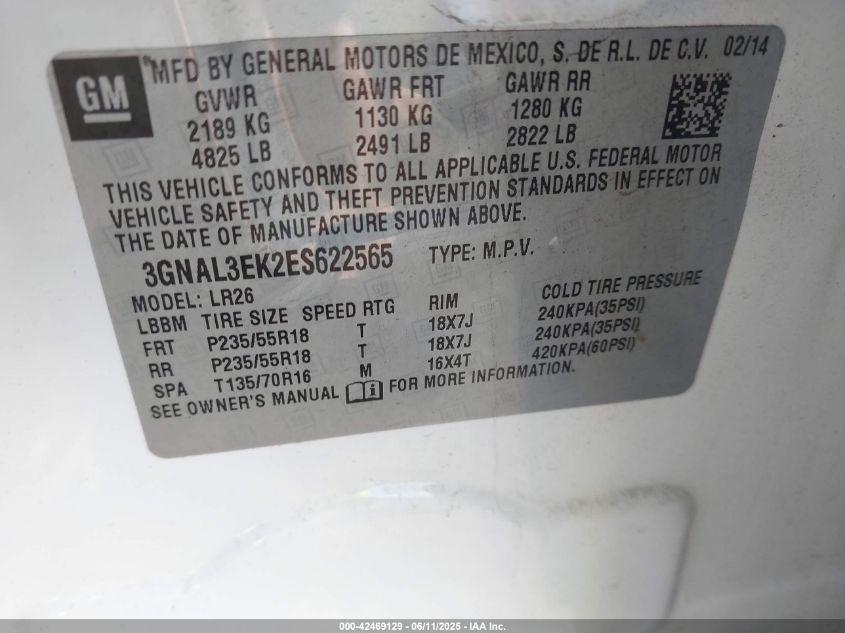 GM
MFD BY GENERAL MOTORS DE MEXICO, S. DE R.L. DE C.V. 02/14
GVWR GAWR FRT GAWR RR
2189 KG 1130 KG 1280 KG
4825 LB 2491 LB 2822 LB
THIS VEHICLE CONFORMS TO ALL APPLICABLE U.S. FEDERAL MOTOR
VEHICLE SAFETY AND THEFT PREVENTION STANDARDS IN EFFECT ON
THE DATE OF MANUFACTURE SHOWN ABOVE.
3GNAL3EK2ES622565 TYPE: M.P.V.
MODEL: LR26
LBBM TIRE SIZE SPEED RTG RIM COLD TIRE PRESSURE
FRT P235/55R18 T 18X7J 240KPA(35PSI)
RR P235/55R18 T 18X7J 240KPA(35PSI)
SPA T135/70R16 M 16X4T 420KPA(60PSI)
SEE OWNER'S MANUAL i FOR MORE INFORMATION.
000-42469129 - 06/11/2025 - IAA Inc.